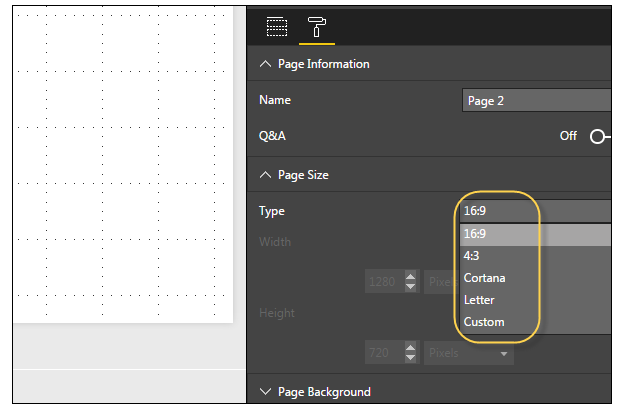 Page Information
Name Page 2
Q&A Off
Page Size
Type 16:9
Width 16:9
4:3
1280 Pixels Cortana
Height Letter
Custom
720 Pixels
Page Background